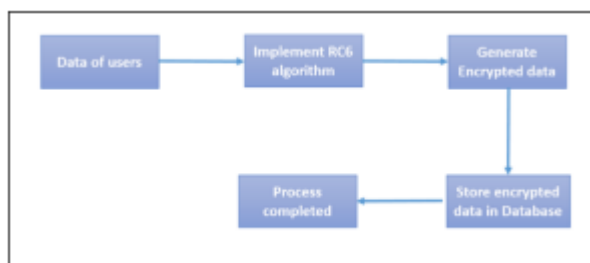 Data of users
Implement RC6
algorithm
Generate
Encrypted data
Store encrypted
data in Database
Process
completed